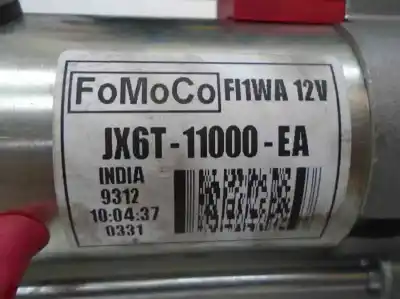 FoMoCo FI1WA 12V
JX6T-11000-EA
INDIA
9312
10:04:37
0331